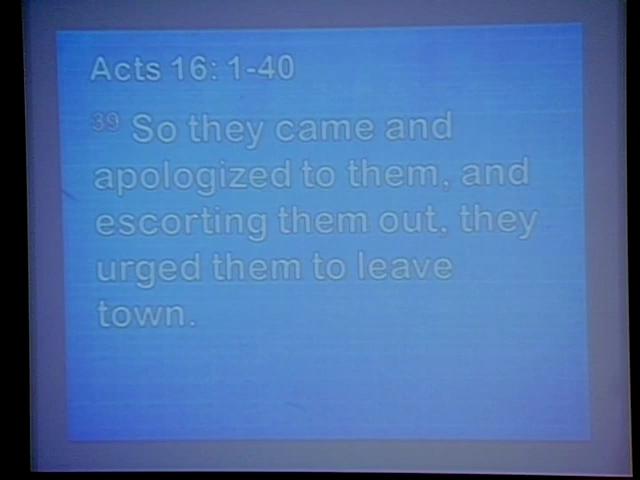 Acts 16: 1-40
39 So they came and
apologized to them, and
escorting them out, they
urged them to leave
town.